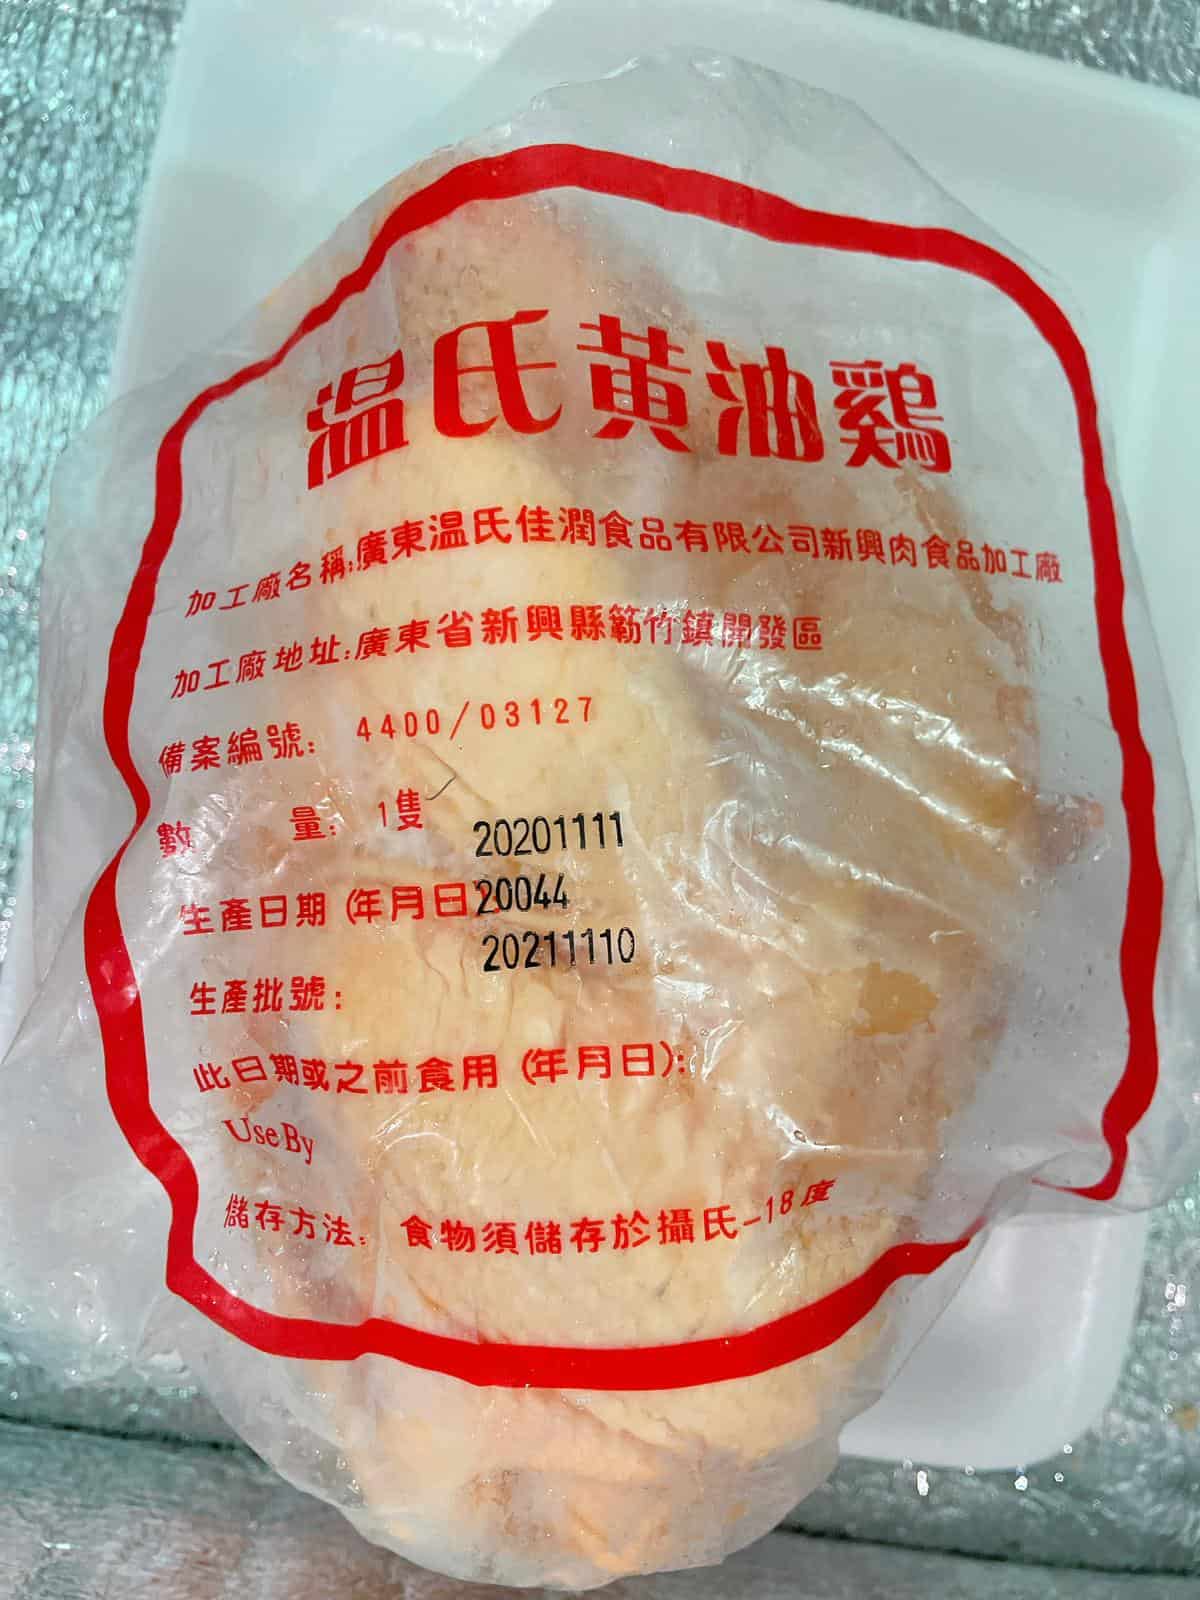 温氏黄油鷄
加工廠名稱:廣東温氏佳潤食品有限公司新興肉食品加工廠
加工廠地址:廣東省新興縣簕竹鎮開發區
備案編號: 4400/03127
數 量: 1隻
20201111
生產日期 (年月日):20044
20211110
生產批號:
此日期或之前食用 (年月日):
Use By
儲存方法: 食物須儲存於攝氏-18度